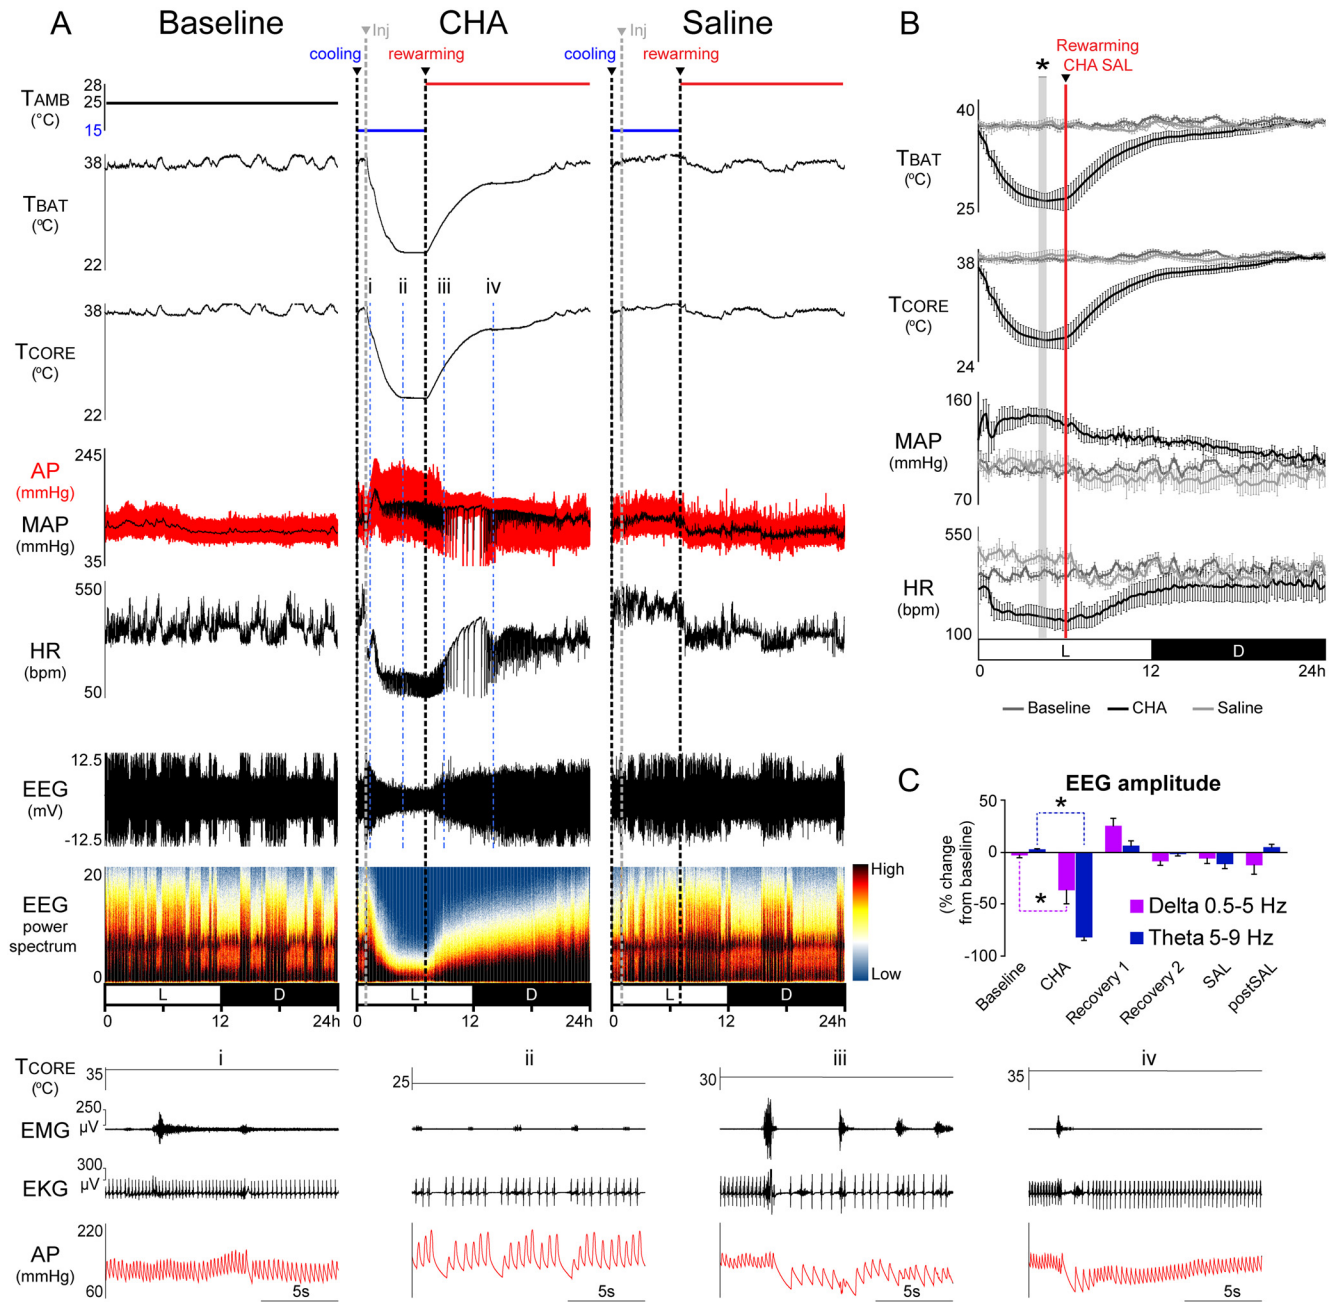 A
Baseline
CHA
Saline
Inj
Inj
cooling
rewarming
cooling
rewarming
TAMB
(°C)
28
25
15
TBAT
(ºC)
38
22
i
ii
iii
iv
TCORE
(ºC)
38
22
AP
(mmHg)
MAP
(mmHg)
245
35
HR
(bpm)
550
50
EEG
(mV)
12.5
-12.5
EEG
power
spectrum
20
0
High
Low
L D L D L D
0 12 24h 0 12 24h 0 12 24h
B
Rewarming
CHA SAL
*
TBAT
(ºC)
40
25
TCORE
(ºC)
38
24
MAP
(mmHg)
160
70
HR
(bpm)
550
100
L D
0 12 24h
Baseline CHA Saline
C
EEG amplitude
(% change
from baseline)
50
0
-50
-100
*
*
Delta 0.5-5 Hz
Theta 5-9 Hz
Baseline
CHA
Recovery 1
Recovery 2
SAL
postSAL
i ii iii iv
TCORE
(ºC)
35 25 30 35
EMG
250
µV
EKG
300
µV
AP
(mmHg)
220
60
5s 5s 5s 5s